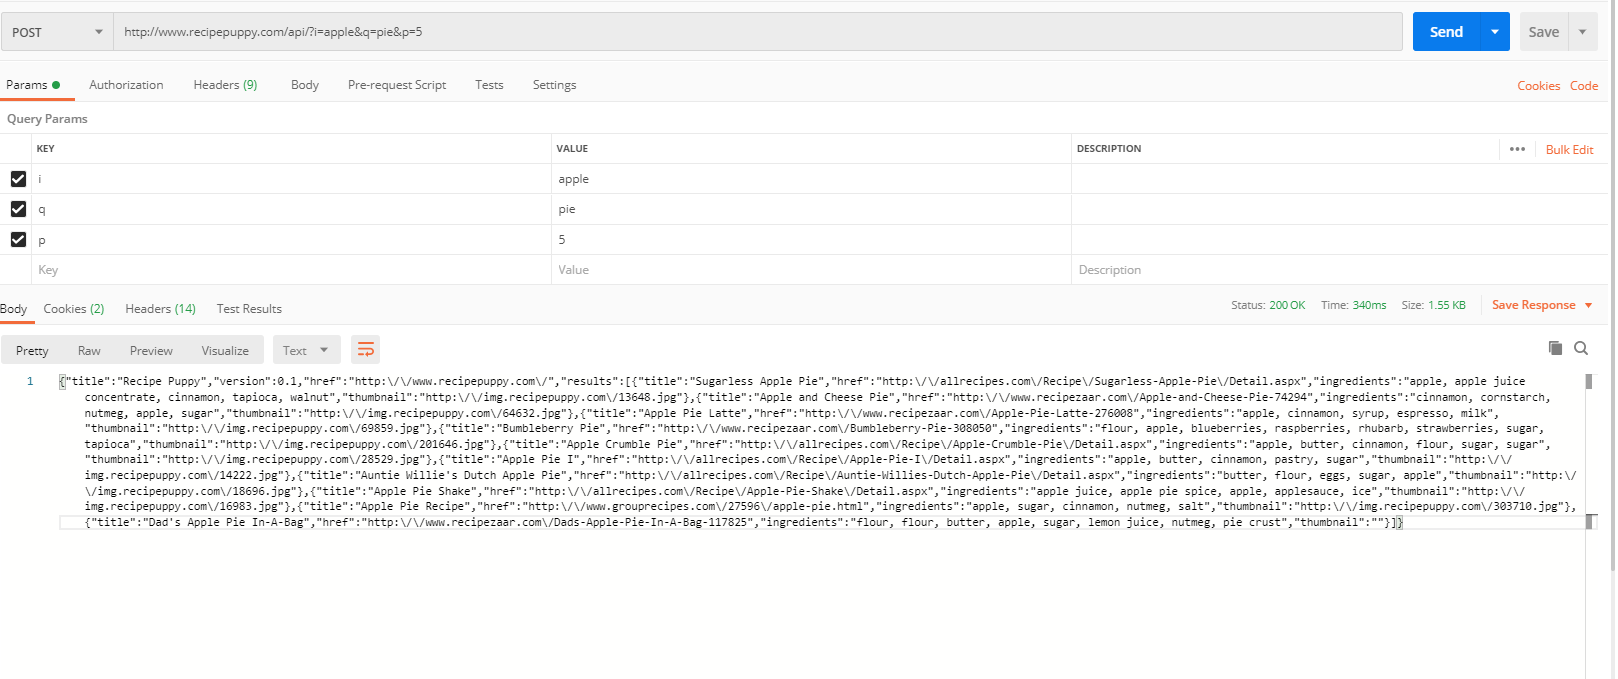 POST http://www.recipepuppy.com/api/?i=apple&q=pie&p=5 Send Save
Params Authorization Headers (9) Body Pre-request Script Tests Settings Cookies Code
Query Params
KEY VALUE DESCRIPTION ••• Bulk Edit
i apple
q pie
p 5
Key Value Description
Body Cookies (2) Headers (14) Test Results Status: 200 OK Time: 340ms Size: 1.55 KB Save Response
Pretty Raw Preview Visualize Text
1 {"title":"Recipe Puppy","version":0.1,"href":"http:\/\/www.recipepuppy.com\/","results":[{"title":"Sugarless Apple Pie","href":"http:\/\/allrecipes.com\/Recipe\/Sugarless-Apple-Pie\/Detail.aspx","ingredients":"apple, apple juice
concentrate, cinnamon, tapioca, walnut","thumbnail":"http:\/\/img.recipepuppy.com\/13648.jpg"},{"title":"Apple and Cheese Pie","href":"http:\/\/www.recipezaar.com\/Apple-and-Cheese-Pie-74294","ingredients":"cinnamon, cornstarch,
nutmeg, apple, sugar","thumbnail":"http:\/\/img.recipepuppy.com\/64632.jpg"},{"title":"Apple Pie Latte","href":"http:\/\/www.recipezaar.com\/Apple-Pie-Latte-276008","ingredients":"apple, cinnamon, syrup, espresso, milk",
"thumbnail":"http:\/\/img.recipepuppy.com\/69859.jpg"},{"title":"Bumbleberry Pie","href":"http:\/\/www.recipezaar.com\/Bumbleberry-Pie-308050","ingredients":"flour, apple, blueberries, raspberries, rhubarb, strawberries, sugar,
tapioca","thumbnail":"http:\/\/img.recipepuppy.com\/201646.jpg"},{"title":"Apple Crumble Pie","href":"http:\/\/allrecipes.com\/Recipe\/Apple-Crumble-Pie\/Detail.aspx","ingredients":"apple, butter, cinnamon, flour, sugar, sugar",
"thumbnail":"http:\/\/img.recipepuppy.com\/28529.jpg"},{"title":"Apple Pie I","href":"http:\/\/allrecipes.com\/Recipe\/Apple-Pie-I\/Detail.aspx","ingredients":"apple, butter, cinnamon, pastry, sugar","thumbnail":"http:\/\/
img.recipepuppy.com\/14222.jpg"},{"title":"Auntie Willie's Dutch Apple Pie","href":"http:\/\/allrecipes.com\/Recipe\/Auntie-Willies-Dutch-Apple-Pie\/Detail.aspx","ingredients":"butter, flour, eggs, sugar, apple","thumbnail":"http:\/
\/img.recipepuppy.com\/18696.jpg"},{"title":"Apple Pie Shake","href":"http:\/\/allrecipes.com\/Recipe\/Apple-Pie-Shake\/Detail.aspx","ingredients":"apple juice, apple pie spice, apple, applesauce, ice","thumbnail":"http:\/\/
img.recipepuppy.com\/16983.jpg"},{"title":"Apple Pie Recipe","href":"http:\/\/www.grouprecipes.com\/27596\/apple-pie.html","ingredients":"apple, sugar, cinnamon, nutmeg, salt","thumbnail":"http:\/\/img.recipepuppy.com\/303710.jpg"},
{"title":"Dad's Apple Pie In-A-Bag","href":"http:\/\/www.recipezaar.com\/Dads-Apple-Pie-In-A-Bag-117825","ingredients":"flour, flour, butter, apple, sugar, lemon juice, nutmeg, pie crust","thumbnail":""}]}